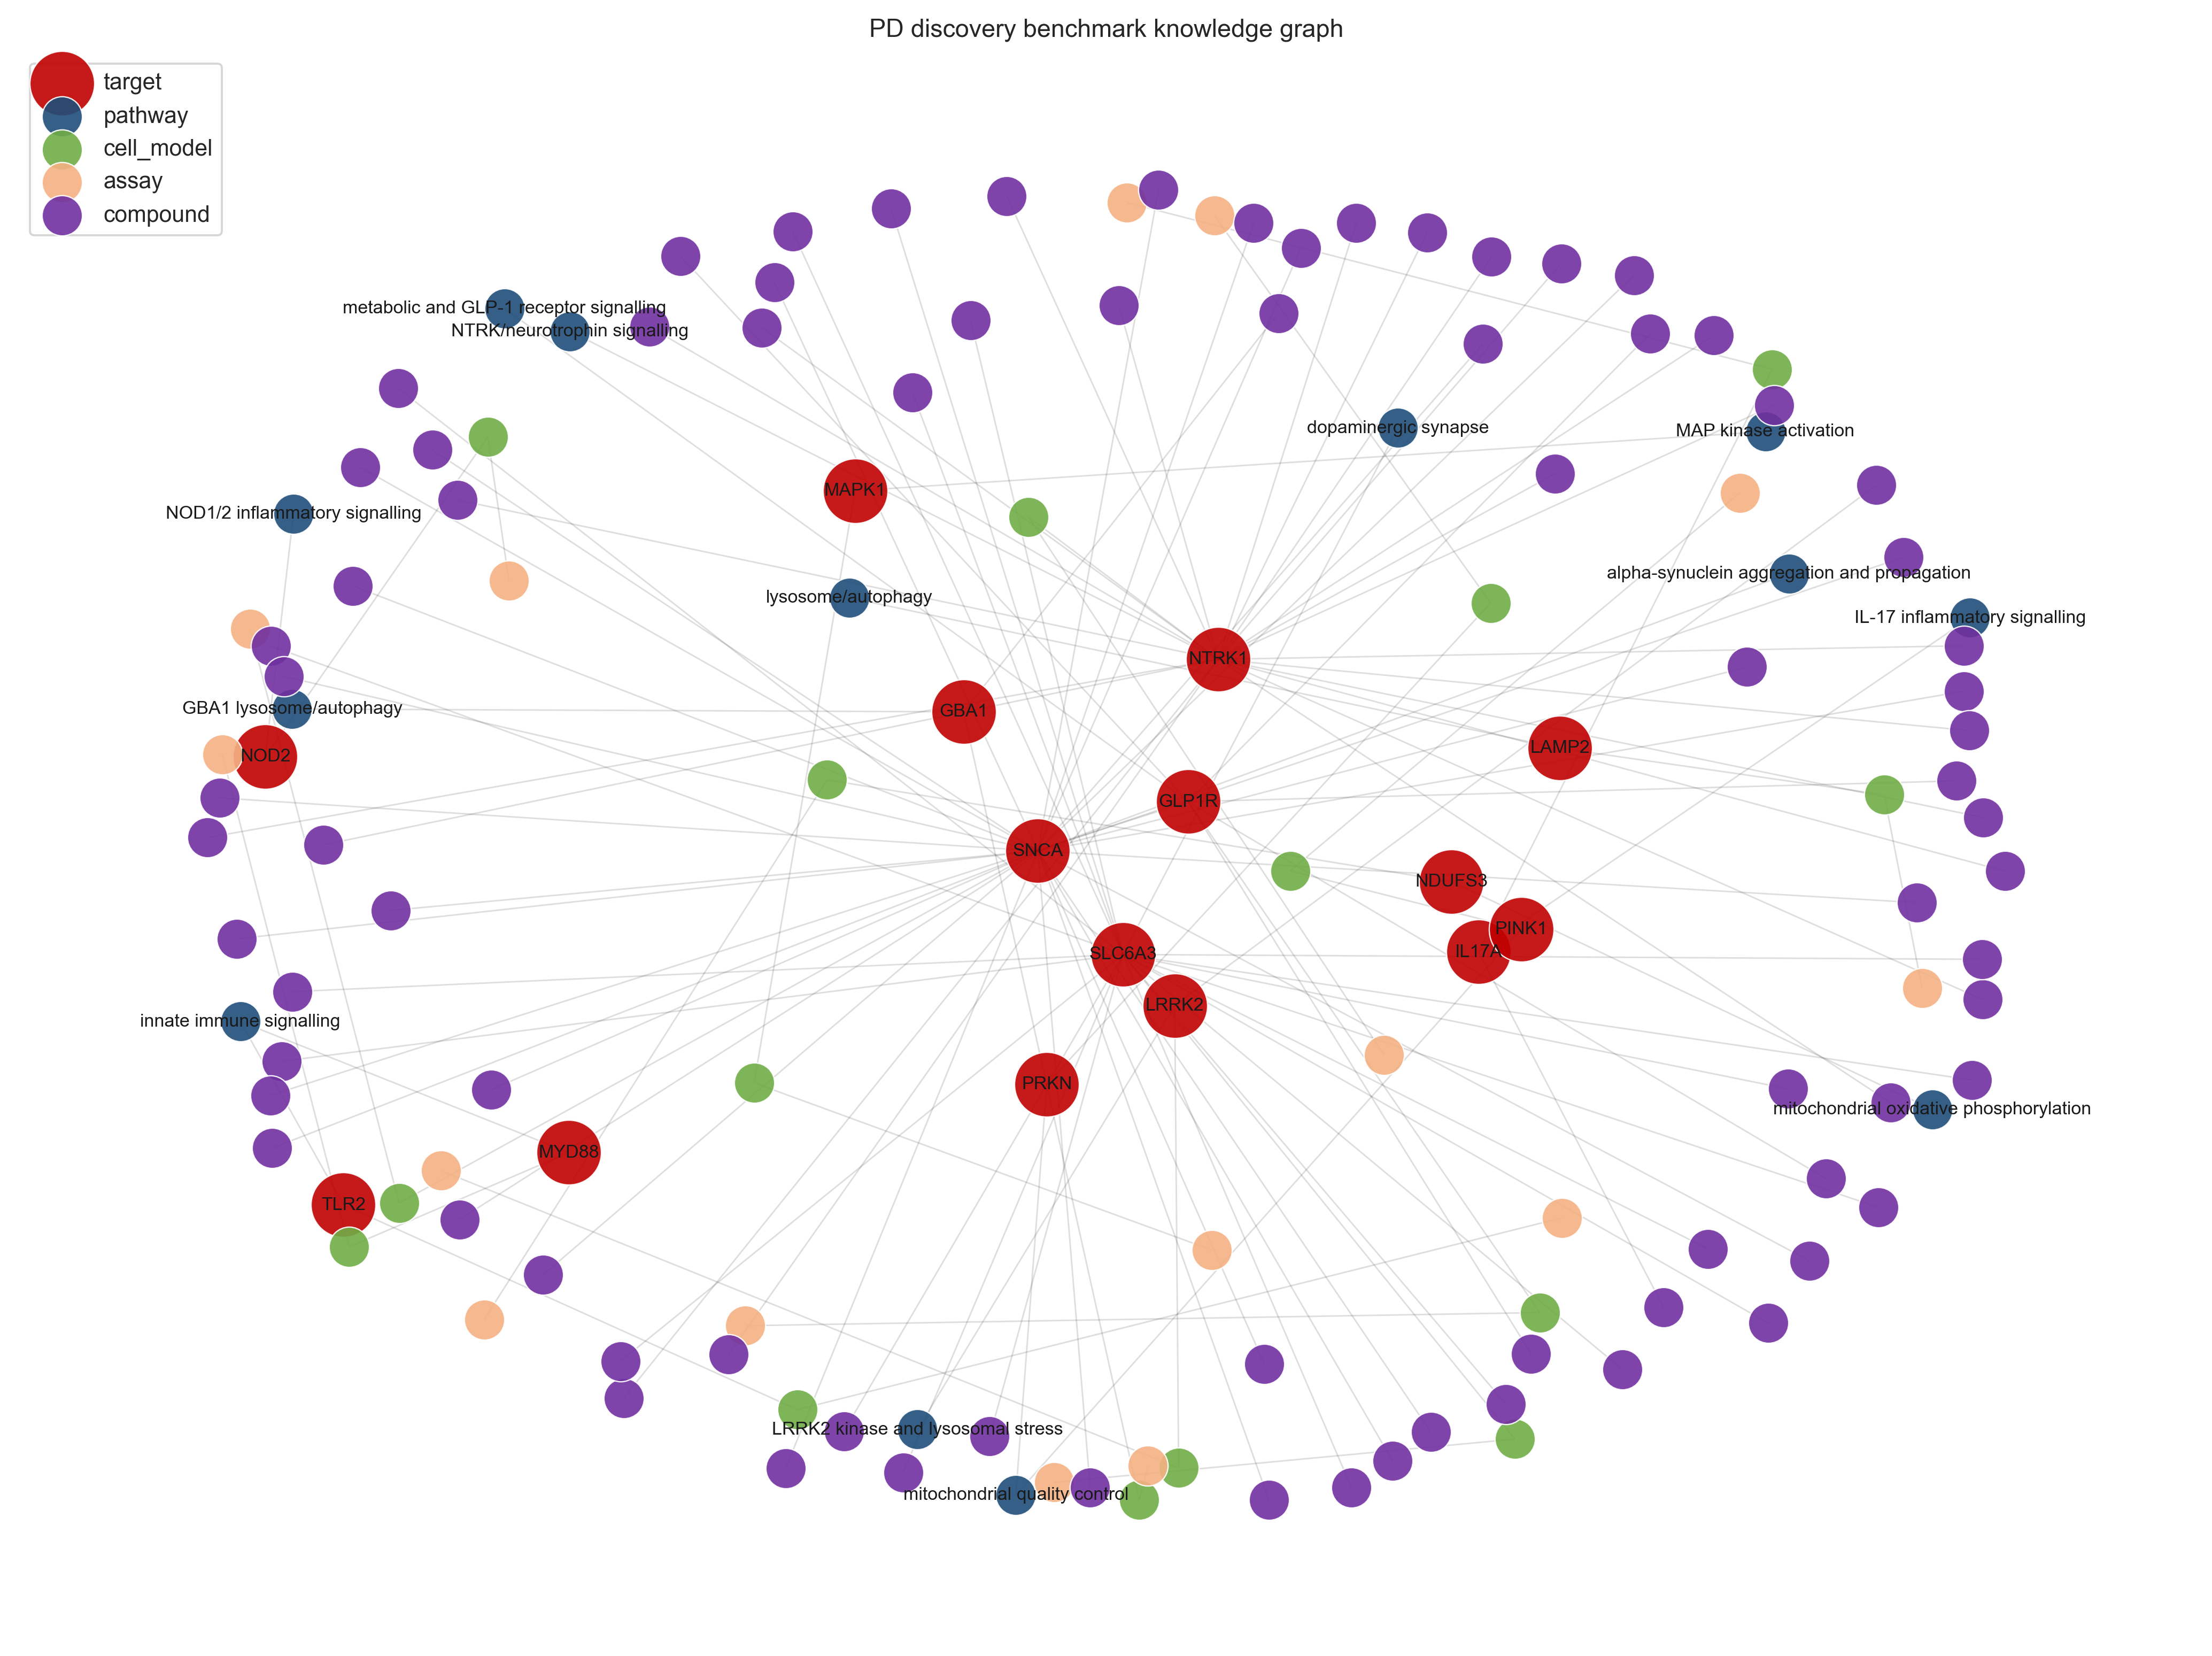 PD discovery benchmark knowledge graph
target
pathway
cell_model
assay
compound
metabolic and GLP-1 receptor signalling
NTRK/neurotrophin signalling
dopaminergic synapse
MAP kinase activation
MAPK1
NOD1/2 inflammatory signalling
alpha-synuclein aggregation and propagation
lysosome/autophagy
IL-17 inflammatory signalling
NTRK1
GBA1 lysosome/autophagy
GBA1
LAMP2
NOD2
GLP1R
SNCA
NDUFS3
PINK1
IL17A
SLC6A3
LRRK2
innate immune signalling
PRKN
mitochondrial oxidative phosphorylation
MYD88
TLR2
LRRK2 kinase and lysosomal stress
mitochondrial quality control